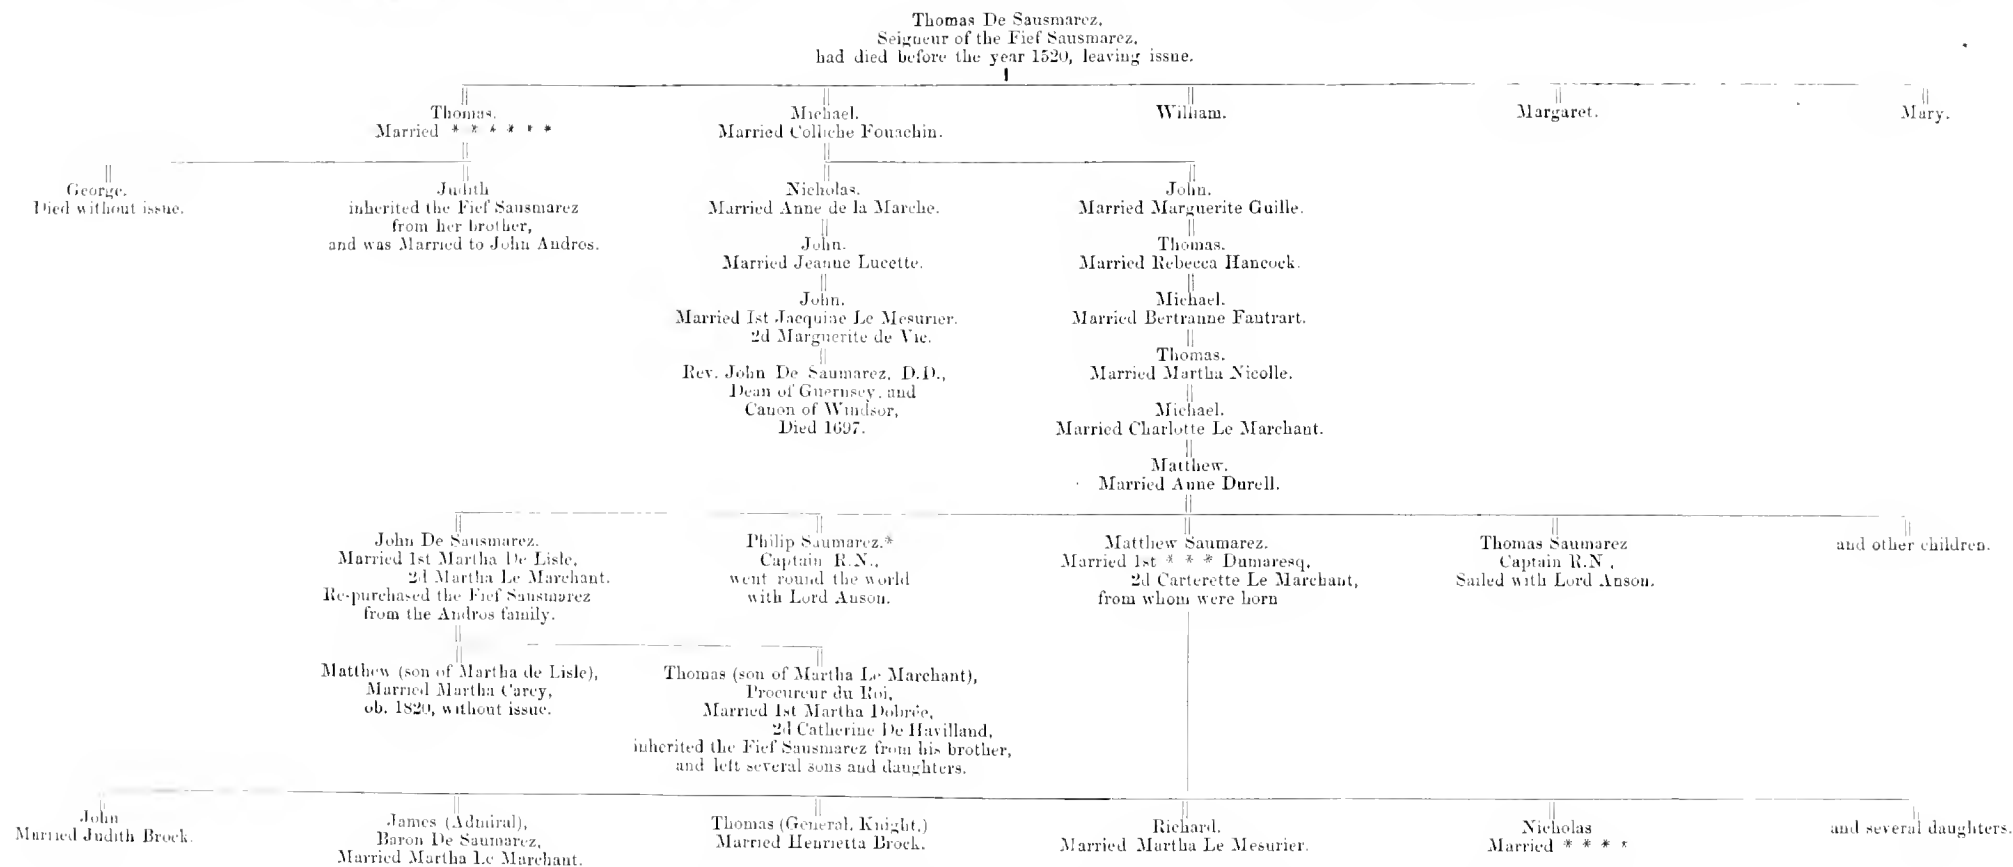 Thomas De Sausmarez,
Seigneur of the Fief Sausmarez,
had died before the year 1520, leaving issue.
Thomas.
Married * * * * * *
Michael.
Married Colliche Fouachin.
William.
Margaret.
Mary.
George.
Died without issue.
Judith
inherited the Fief Sausmarez
from her brother,
and was Married to John Andros.
Nicholas.
Married Anne de la Marche.
John.
Married Marguerite Guille.
John.
Married Jeanne Lucette.
Thomas.
Married Rebecca Hancock.
John.
Married 1st Jacquine Le Mesurier.
2d Marguerite de Vic.
Michael.
Married Bertranne Fautrart.
Rev. John De Saumarez, D.D.,
Dean of Guernsey, and
Canon of Windsor,
Died 1697.
Thomas.
Married Martha Nicolle.
Michael.
Married Charlotte Le Marchant.
Matthew.
Married Anne Durell.
John De Sausmarez.
Married 1st Martha De Lisle,
2d Martha Le Marchant.
Re-purchased the Fief Sausmarez
from the Andros family.
Philip Saumarez.*
Captain R.N.,
went round the world
with Lord Anson.
Matthew Saumarez.
Married 1st * * * Dumaresq,
2d Carterette Le Marchant,
from whom were born
Thomas Saumarez
Captain R.N.,
Sailed with Lord Anson.
and other children.
Matthew (son of Martha de Lisle),
Married Martha Carey,
ob. 1820, without issue.
Thomas (son of Martha Le Marchant),
Procureur du Roi,
Married 1st Martha Dobrée,
2d Catherine De Havilland,
inherited the Fief Sausmarez from his brother,
and left several sons and daughters.
John
Married Judith Brock.
James (Admiral),
Baron De Saumarez,
Married Martha Le Marchant.
Thomas (General, Knight.)
Married Henrietta Brock.
Richard.
Married Martha Le Mesurier.
Nicholas
Married * * * *
and several daughters.